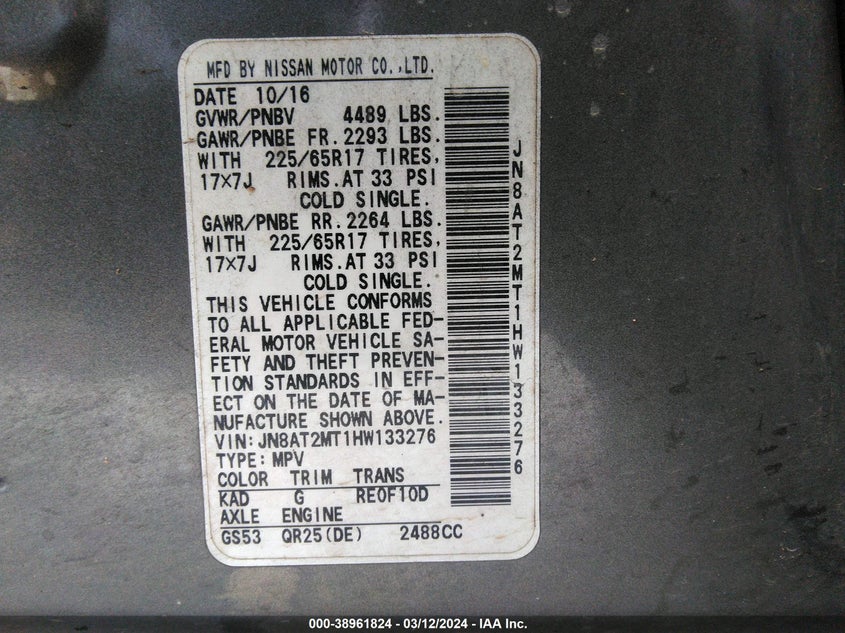 MFD BY NISSAN MOTOR CO.,LTD.
DATE 10/16
GVWR/PNBV 4489 LBS.
GAWR/PNBE FR.2293 LBS.
WITH 225/65R17 TIRES,
17×7J RIMS.AT 33 PSI
COLD SINGLE.
GAWR/PNBE RR.2264 LBS.
WITH 225/65R17 TIRES,
17×7J RIMS.AT 33 PSI
COLD SINGLE.
THIS VEHICLE CONFORMS
TO ALL APPLICABLE FED-
ERAL MOTOR VEHICLE SA-
FETY AND THEFT PREVEN-
TION STANDARDS IN EFF-
ECT ON THE DATE OF MA-
NUFACTURE SHOWN ABOVE.
VIN:JN8AT2MT1HW133276
TYPE:MPV
COLOR TRIM TRANS
KAD G RE0F10D
AXLE ENGINE
GS53 QR25(DE) 2488CC
JN8AT2MT1HW133276
000-38961824 - 03/12/2024 - IAA Inc.